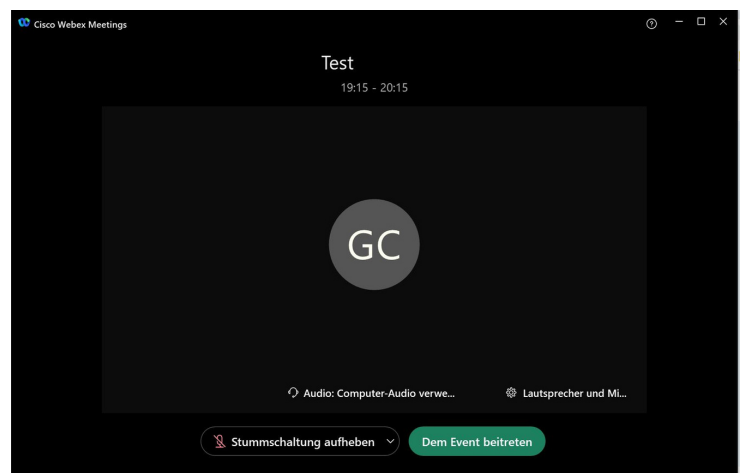 Cisco Webex Meetings
Test
19:15 - 20:15
GC
Audio: Computer-Audio verwe...
Lautsprecher und Mi...
Stummschaltung aufheben
Dem Event beitreten